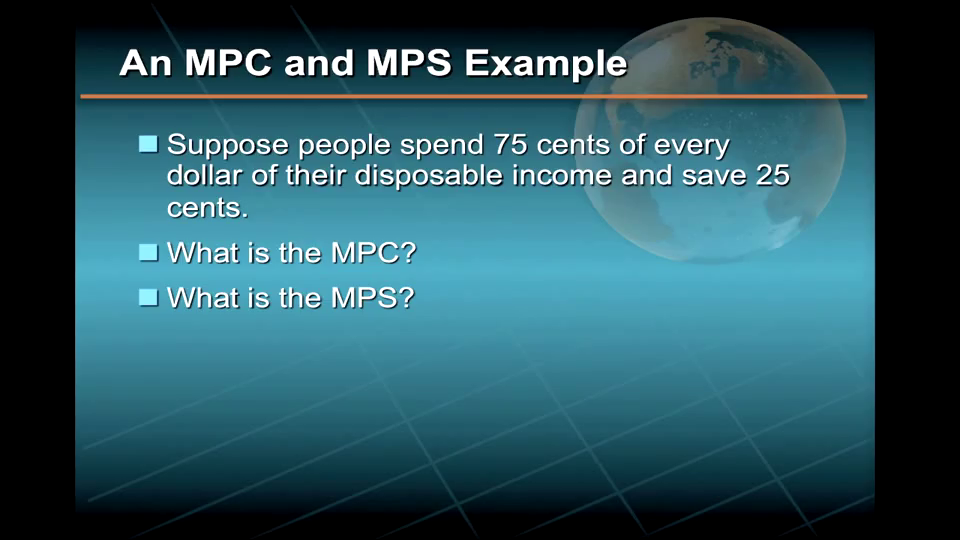 An MPC and MPS Example
Suppose people spend 75 cents of every
dollar of their disposable income and save 25
cents.
What is the MPC?
What is the MPS?